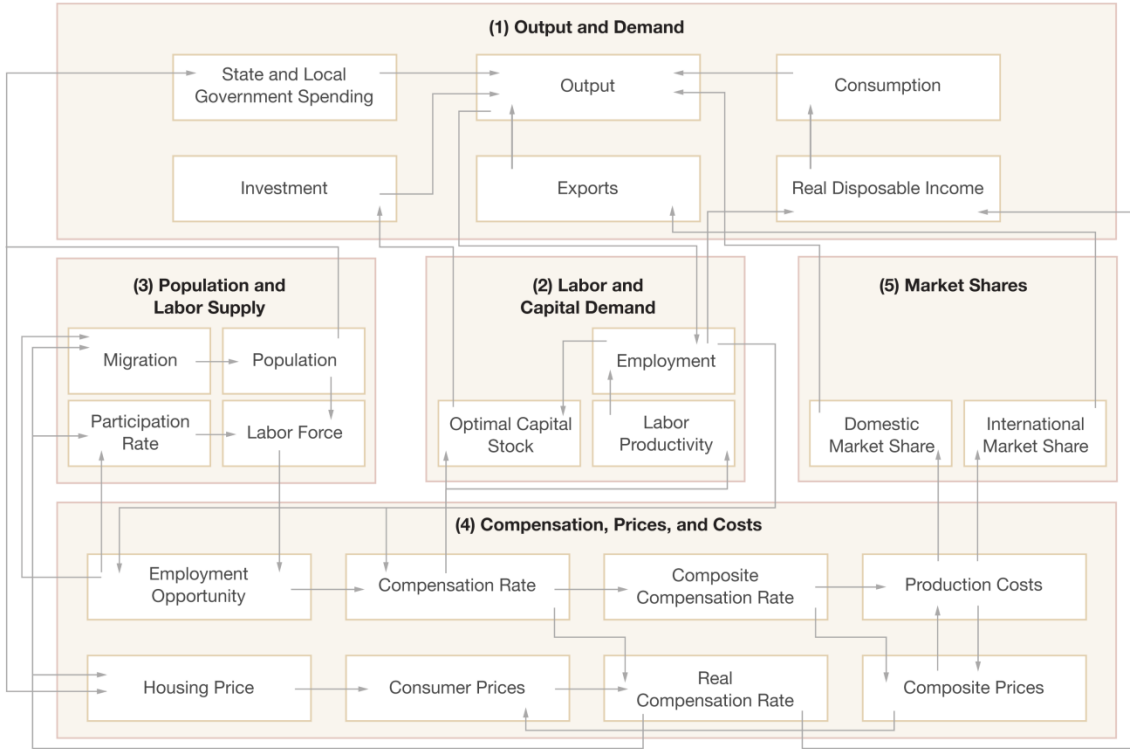 (1) Output and Demand
State and Local
Government Spending
Output
Consumption
Investment
Exports
Real Disposable Income
(3) Population and
Labor Supply
Migration
Population
Participation
Rate
Labor Force
(2) Labor and
Capital Demand
Employment
Optimal Capital
Stock
Labor
Productivity
(5) Market Shares
Domestic
Market Share
International
Market Share
(4) Compensation, Prices, and Costs
Employment
Opportunity
Compensation Rate
Composite
Compensation Rate
Production Costs
Housing Price
Consumer Prices
Real
Compensation Rate
Composite Prices